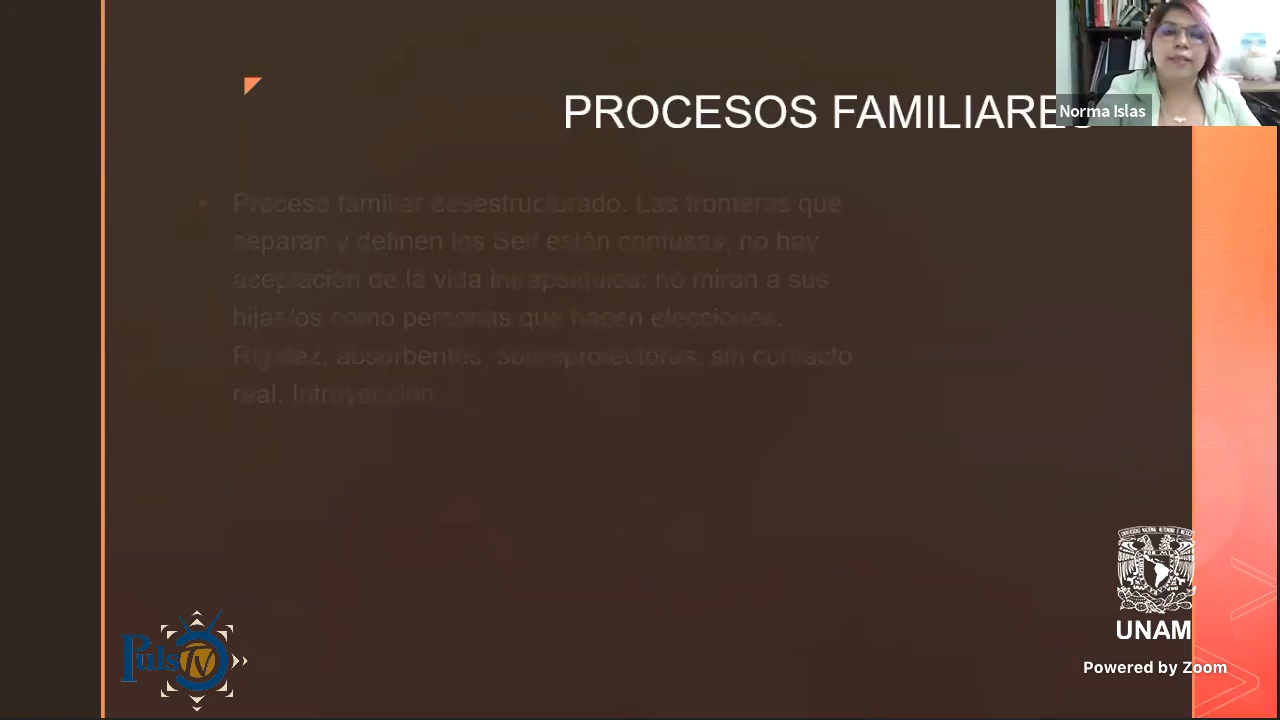 PROCESOS FAMILIARES
Norma Islas
Proceso familiar desestructurado. Las fronteras que
separan y definen los Self están confusas, no hay
aceptación de la vida intrapsíquica: no miran a sus
hijas/os como personas que hacen elecciones.
Rigidez, absorbentes, sobreprotectoras, sin contacto
real. Introyección...
PulsoTV
UNAM
Powered by Zoom